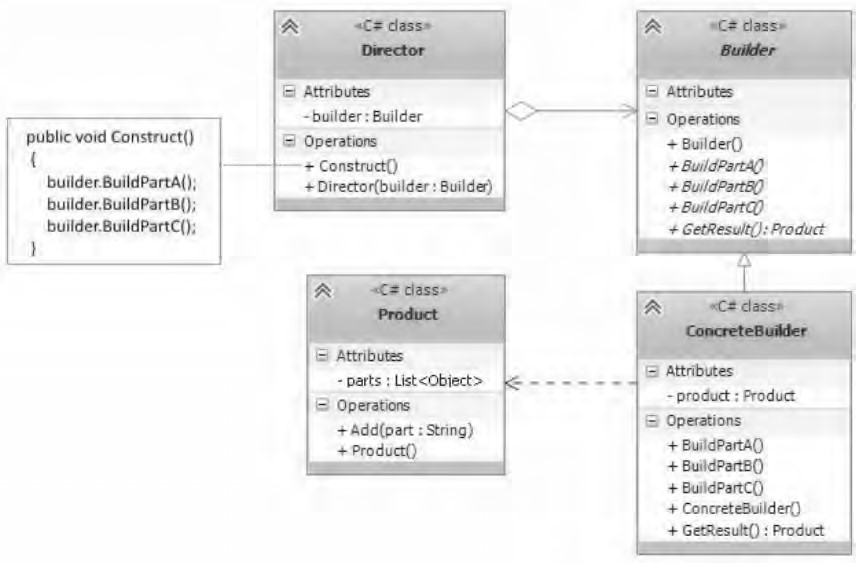 «C# class»
Director
Attributes
- builder : Builder
Operations
+ Construct()
+ Director(builder : Builder)
«C# class»
Builder
Attributes
Operations
+ Builder()
+ BuildPartA()
+ BuildPartB()
+ BuildPartC()
+ GetResult() : Product
public void Construct()
{
builder.BuildPartA();
builder.BuildPartB();
builder.BuildPartC();
}
«C# class»
Product
Attributes
- parts : List<Object>
Operations
+ Add(part : String)
+ Product()
«C# class»
ConcreteBuilder
Attributes
- product : Product
Operations
+ BuildPartA()
+ BuildPartB()
+ BuildPartC()
+ ConcreteBuilder()
+ GetResult() : Product